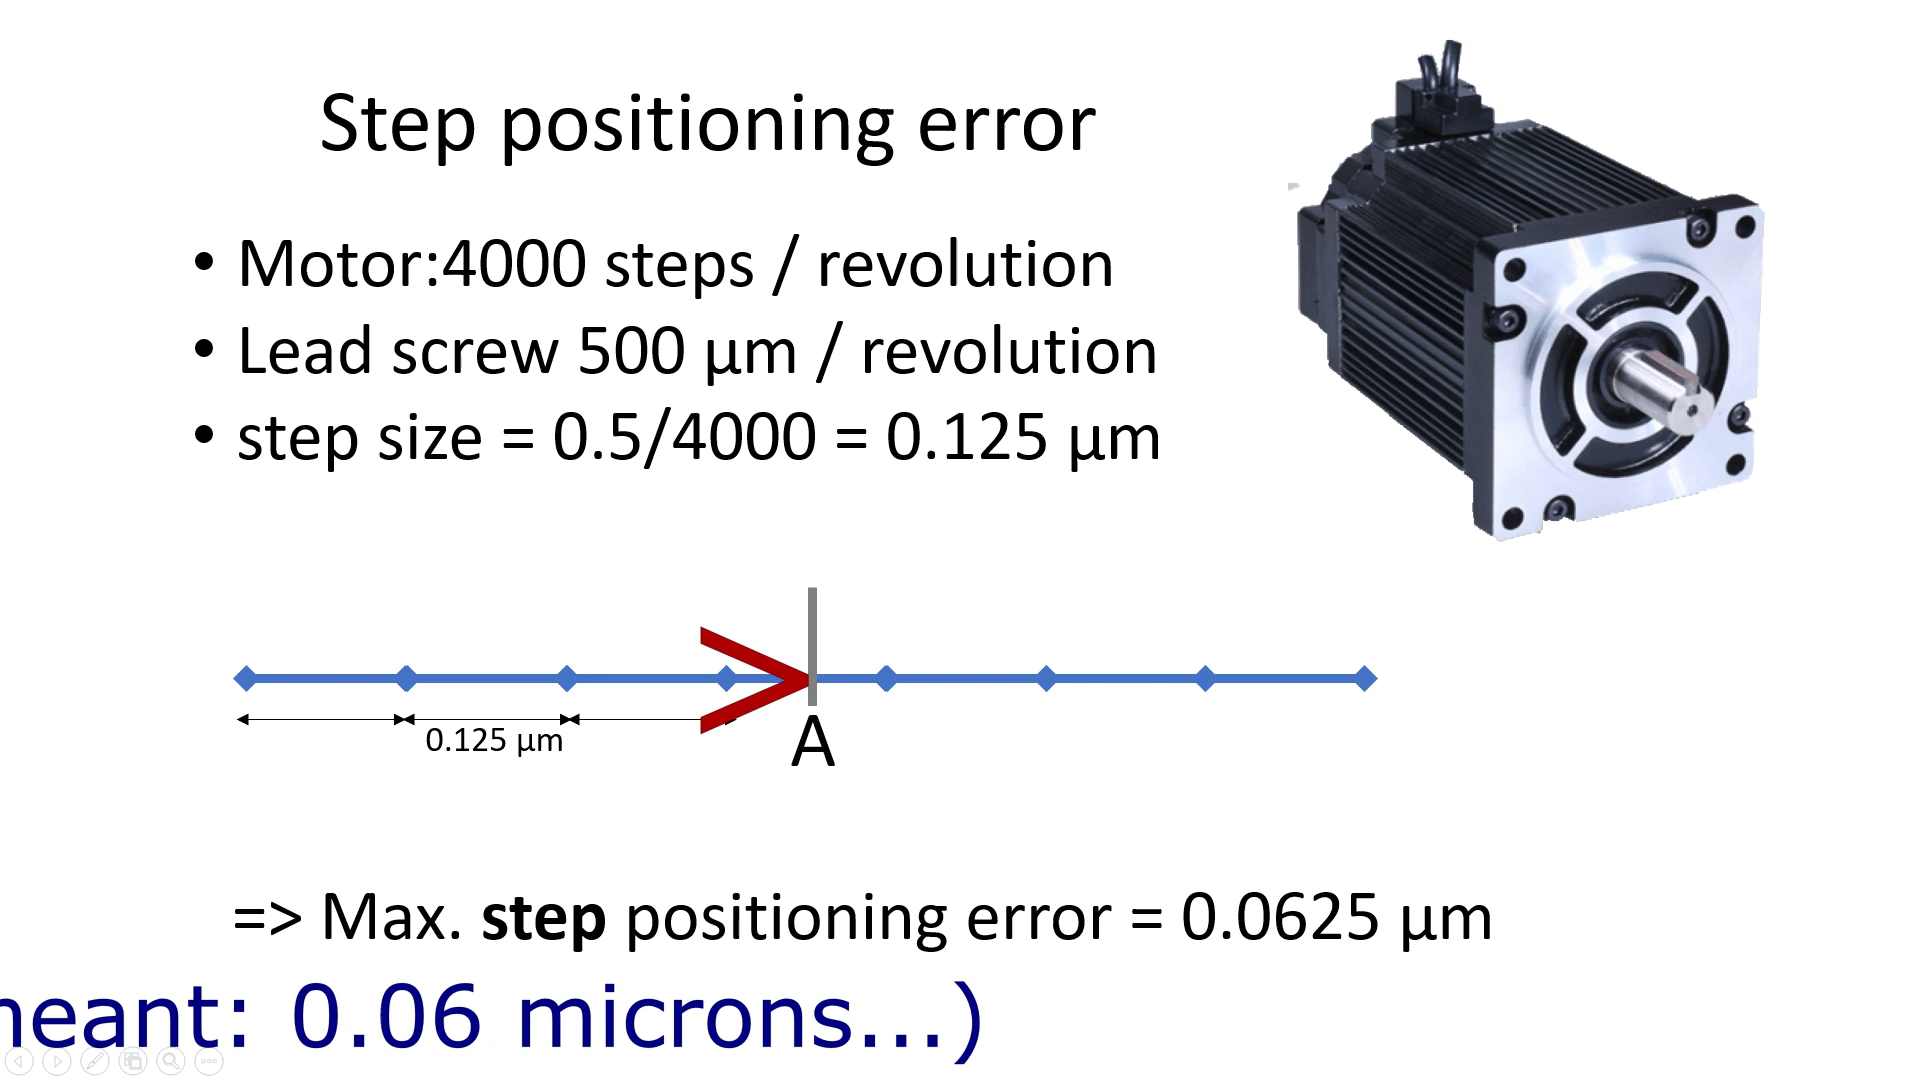 Step positioning error
• Motor:4000 steps / revolution
• Lead screw 500 µm / revolution
• step size = 0.5/4000 = 0.125 µm
0.125 µm
A
=> Max. step positioning error = 0.0625 µm
: 0.06 microns...)